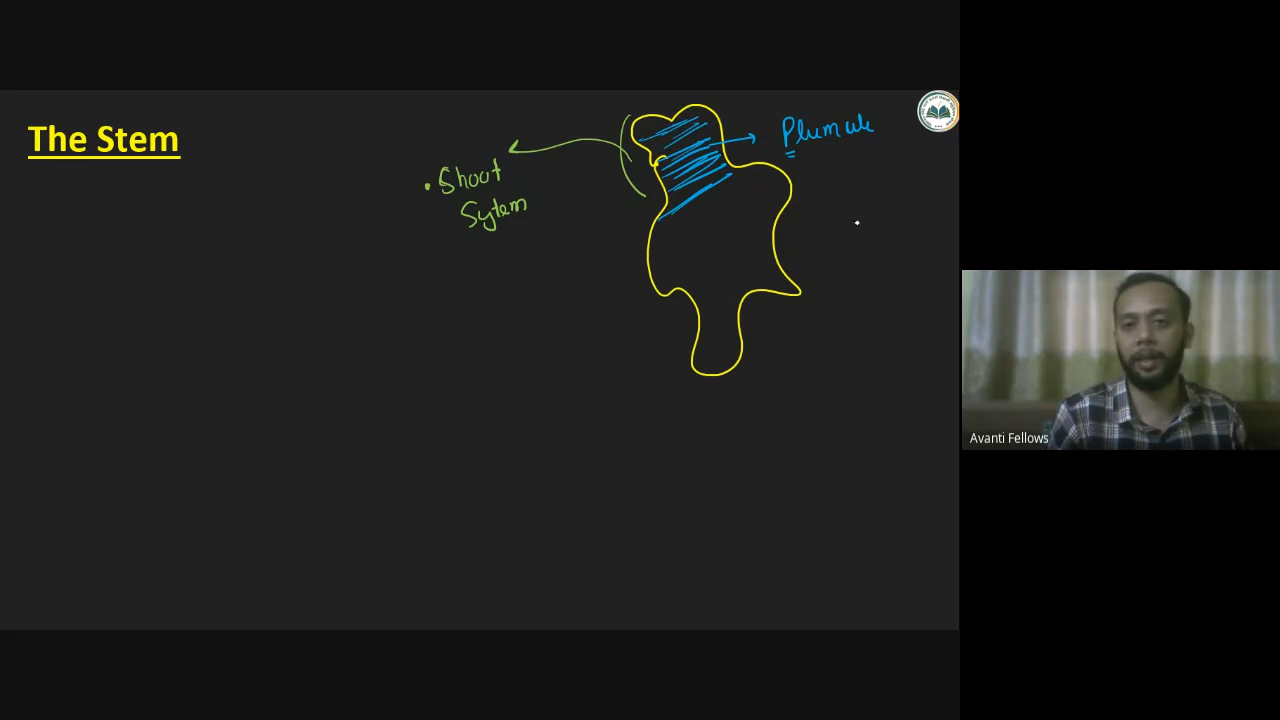 The Stem
Plumule
• Shoot
Sytem
Avanti Fellows